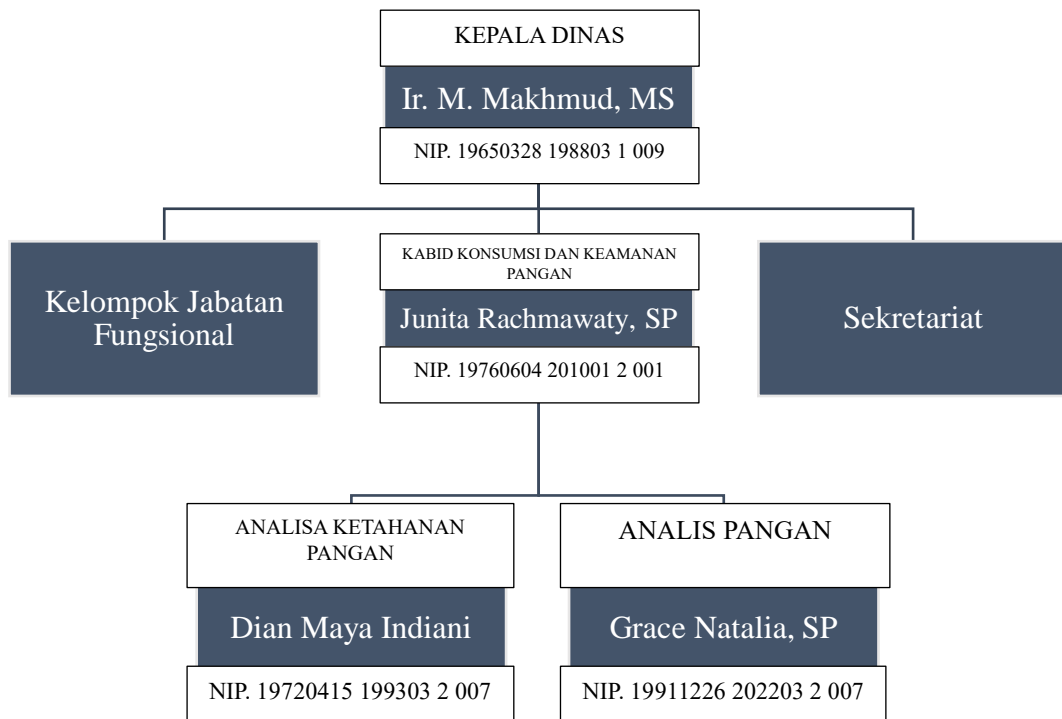 KEPALA DINAS
Ir. M. Makhmud, MS
NIP. 19650328 198803 1 009
Kelompok Jabatan
Fungsional
KABID KONSUMSI DAN KEAMANAN
PANGAN
Junita Rachmawaty, SP
NIP. 19760604 201001 2 001
Sekretariat
ANALISA KETAHANAN
PANGAN
Dian Maya Indiani
NIP. 19720415 199303 2 007
ANALIS PANGAN
Grace Natalia, SP
NIP. 19911226 202203 2 007